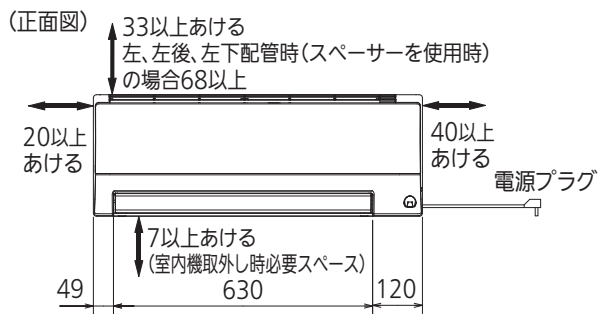 (正面図)
33以上あける
左、左後、左下配管時(スペーサーを使用時)
の場合68以上
20以上
あける
40以上
あける
電源プラグ
7以上あける
(室内機取外し時必要スペース)
49
630
120